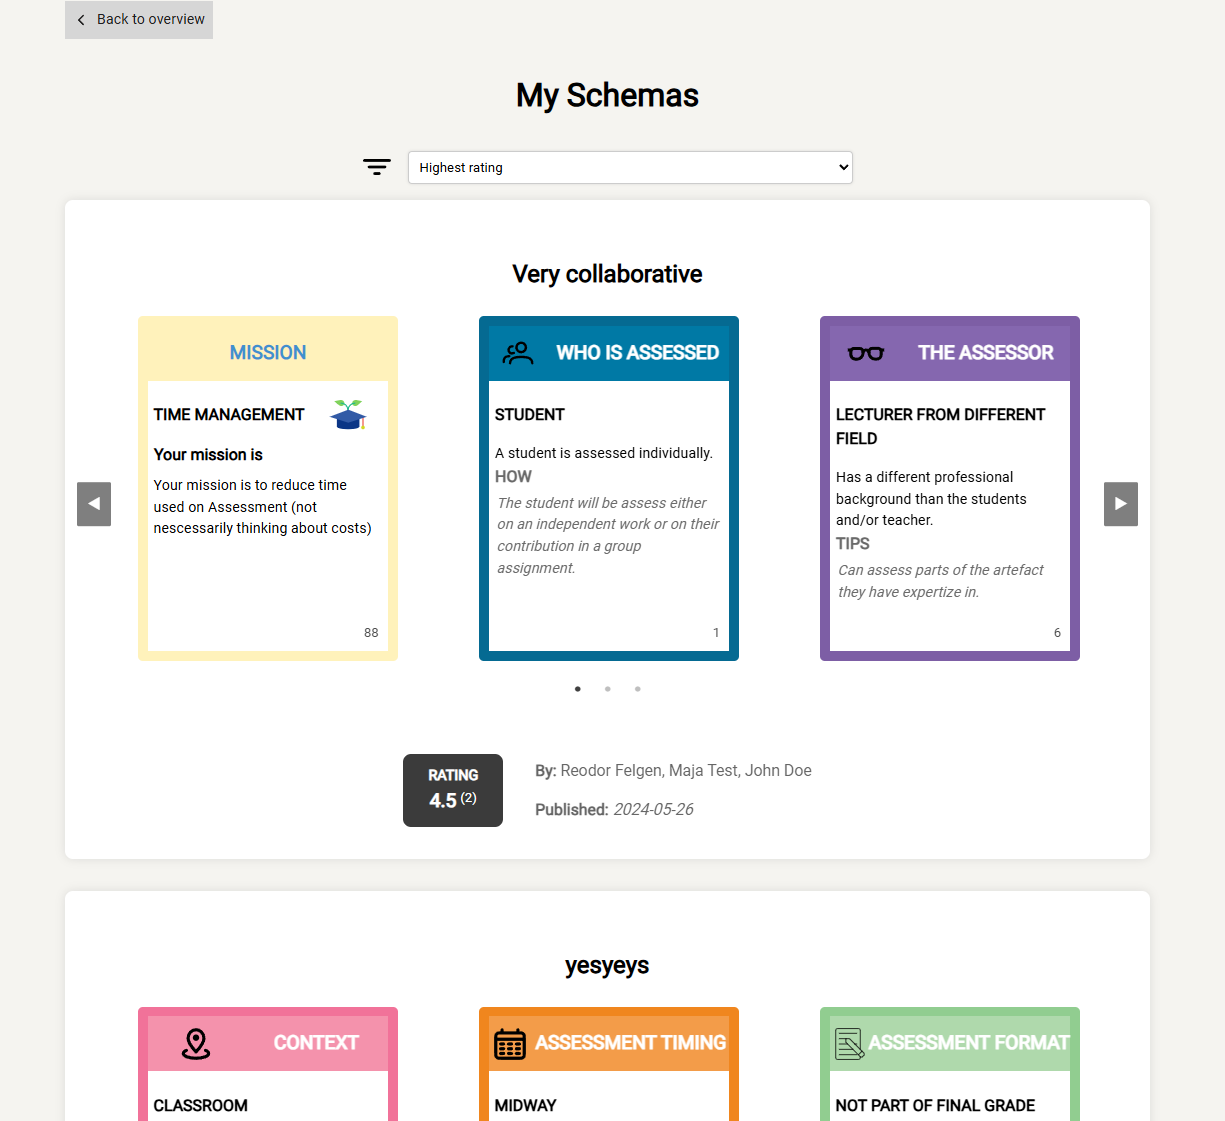 Back to overview
My Schemas
Highest rating
Very collaborative
MISSION
TIME MANAGEMENT
Your mission is
Your mission is to reduce time
used on Assessment (not
nescessarily thinking about costs)
88
WHO IS ASSESSED
STUDENT
A student is assessed individually.
HOW
The student will be assess either
on an independent work or on their
contribution in a group
assignment.
1
THE ASSESSOR
LECTURER FROM DIFFERENT
FIELD
Has a different professional
background than the students
and/or teacher.
TIPS
Can assess parts of the artefact
they have expertize in.
6
RATING
4.5 (2)
By: Reodor Felgen, Maja Test, John Doe
Published: 2024-05-26
yesyeys
CONTEXT
CLASSROOM
ASSESSMENT TIMING
MIDWAY
ASSESSMENT FORMAT
NOT PART OF FINAL GRADE